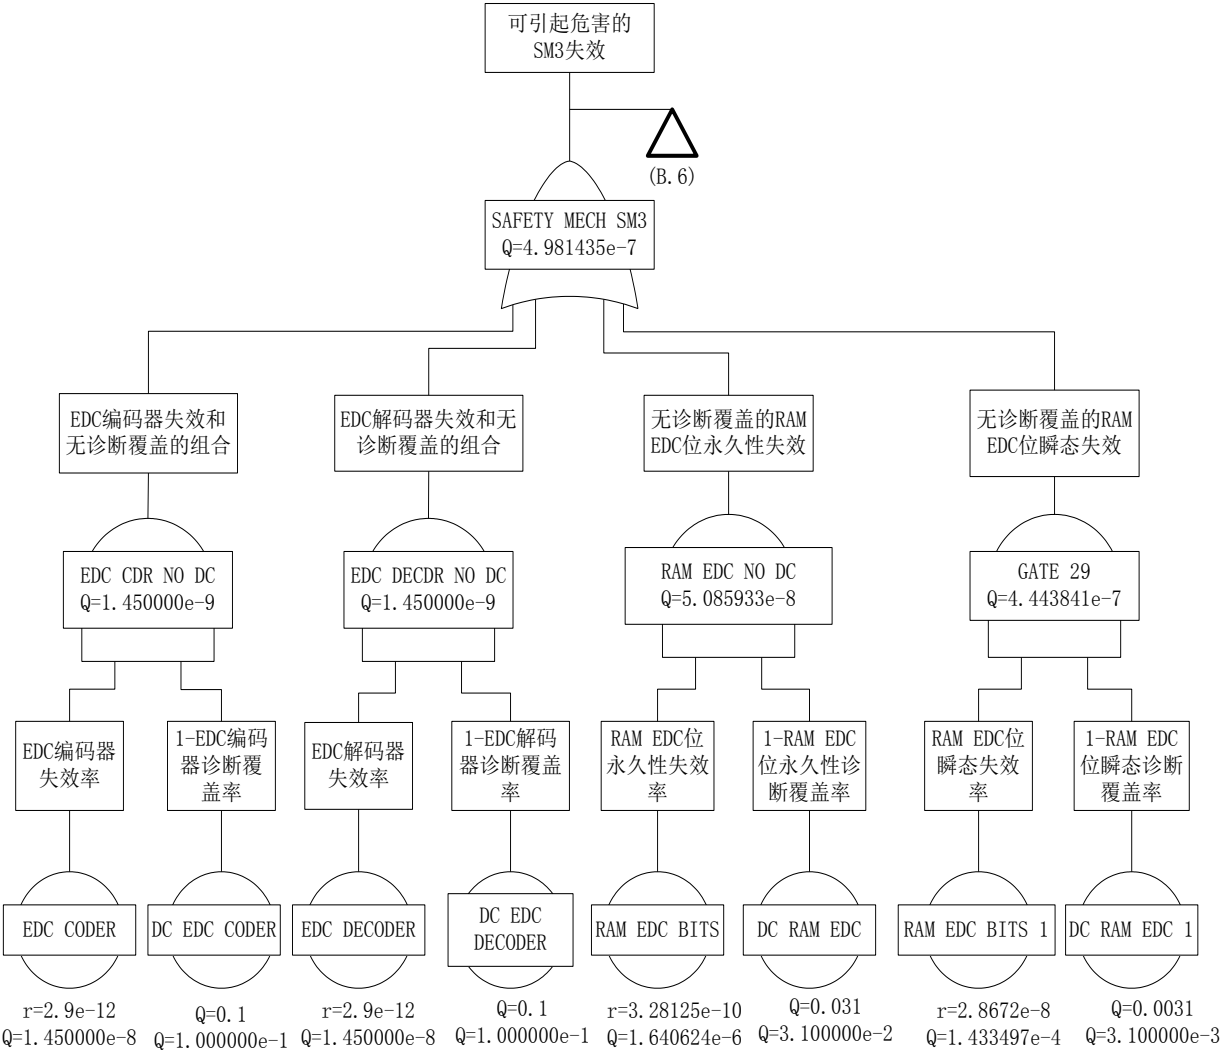 可引起危害的
SM3失效
(B.6)
SAFETY MECH SM3
Q=4.981435e-7
EDC编码器失效和
无诊断覆盖的组合
EDC解码器失效和无
诊断覆盖的组合
无诊断覆盖的RAM
EDC位永久性失效
无诊断覆盖的RAM
EDC位瞬态失效
EDC CDR NO DC
Q=1.450000e-9
EDC DECDR NO DC
Q=1.450000e-9
RAM EDC NO DC
Q=5.085933e-8
GATE 29
Q=4.443841e-7
EDC编码器
失效率
1-EDC编码
器诊断覆
盖率
EDC解码器
失效率
1-EDC解码
器诊断覆盖
率
RAM EDC位
永久性失效
率
1-RAM EDC
位永久性诊
断覆盖率
RAM EDC位
瞬态失效
率
1-RAM EDC
位瞬态诊断
覆盖率
EDC CODER
DC EDC CODER
EDC DECODER
DC EDC
DECODER
RAM EDC BITS
DC RAM EDC
RAM EDC BITS 1
DC RAM EDC 1
r=2.9e-12
Q=1.450000e-8
Q=0.1
Q=1.000000e-1
r=2.9e-12
Q=1.450000e-8
Q=0.1
Q=1.000000e-1
r=3.28125e-10
Q=1.640624e-6
Q=0.031
Q=3.100000e-2
r=2.8672e-8
Q=1.433497e-4
Q=0.0031
Q=3.100000e-3